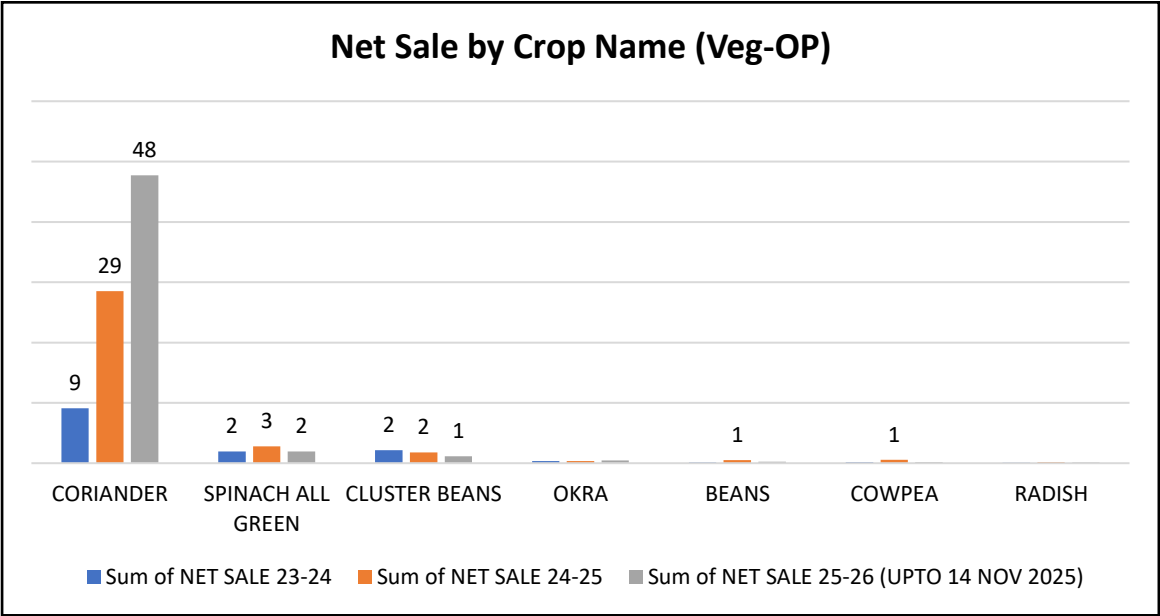 Net Sale by Crop Name (Veg-OP)
48
29
9
2
3
2
2
2
1
1
1
CORIANDER
SPINACH ALL
GREEN
CLUSTER BEANS
OKRA
BEANS
COWPEA
RADISH
Sum of NET SALE 23-24
Sum of NET SALE 24-25
Sum of NET SALE 25-26 (UPTO 14 NOV 2025)